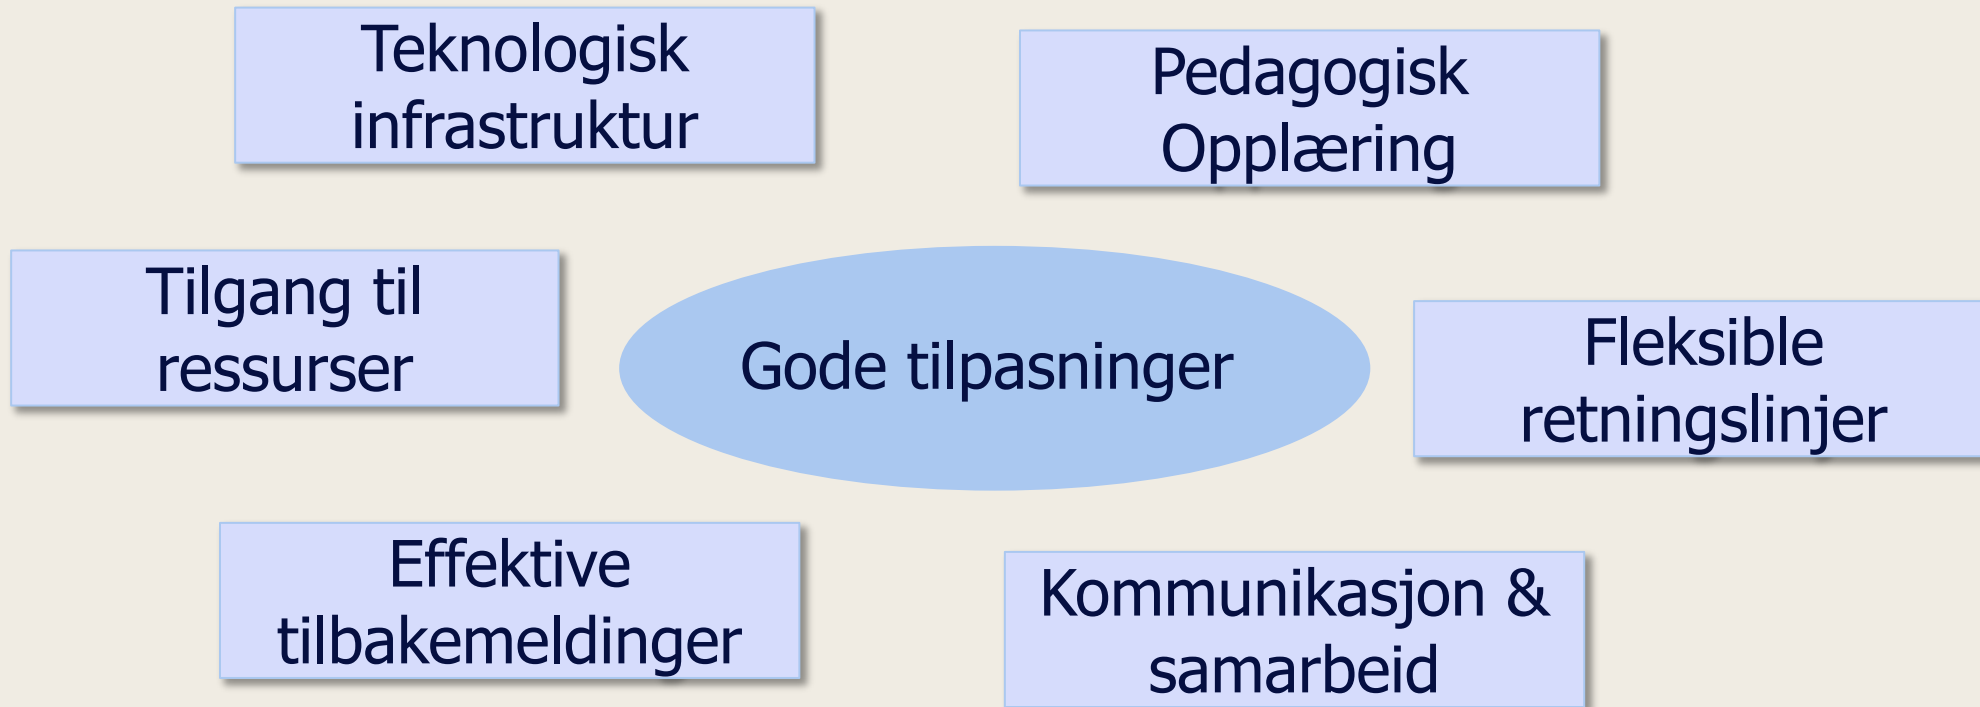 Teknologisk
infrastruktur
Pedagogisk
Opplæring
Tilgang til
ressurser
Gode tilpasninger
Fleksible
retningslinjer
Effektive
tilbakemeldinger
Kommunikasjon &
samarbeid